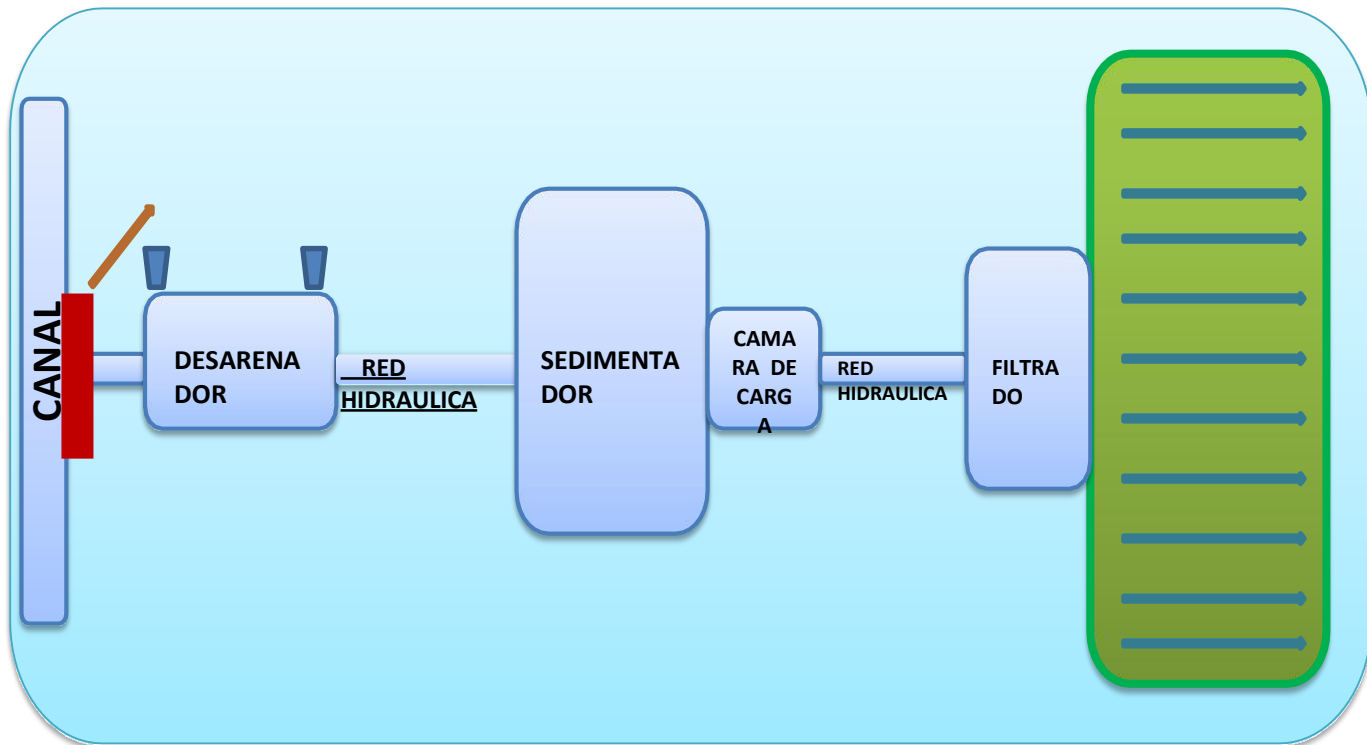 CANAL
DESARENA
DOR
RED
HIDRAULICA
SEDIMENTA
DOR
CAMA
RA DE
CARG
A
RED
HIDRAULICA
FILTRA
DO